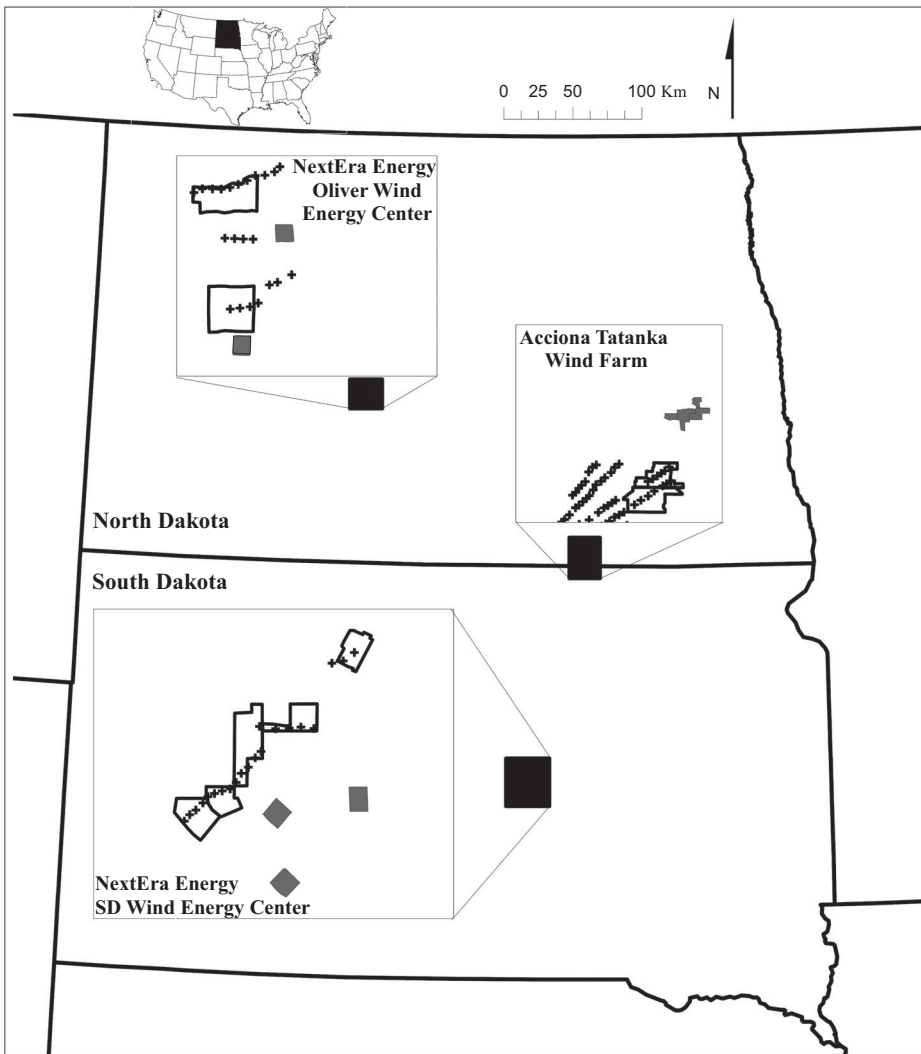 0 25 50 100 Km
N
NextEra Energy
Oliver Wind
Energy Center
Acciona Tatanka
Wind Farm
North Dakota
South Dakota
NextEra Energy
SD Wind Energy Center